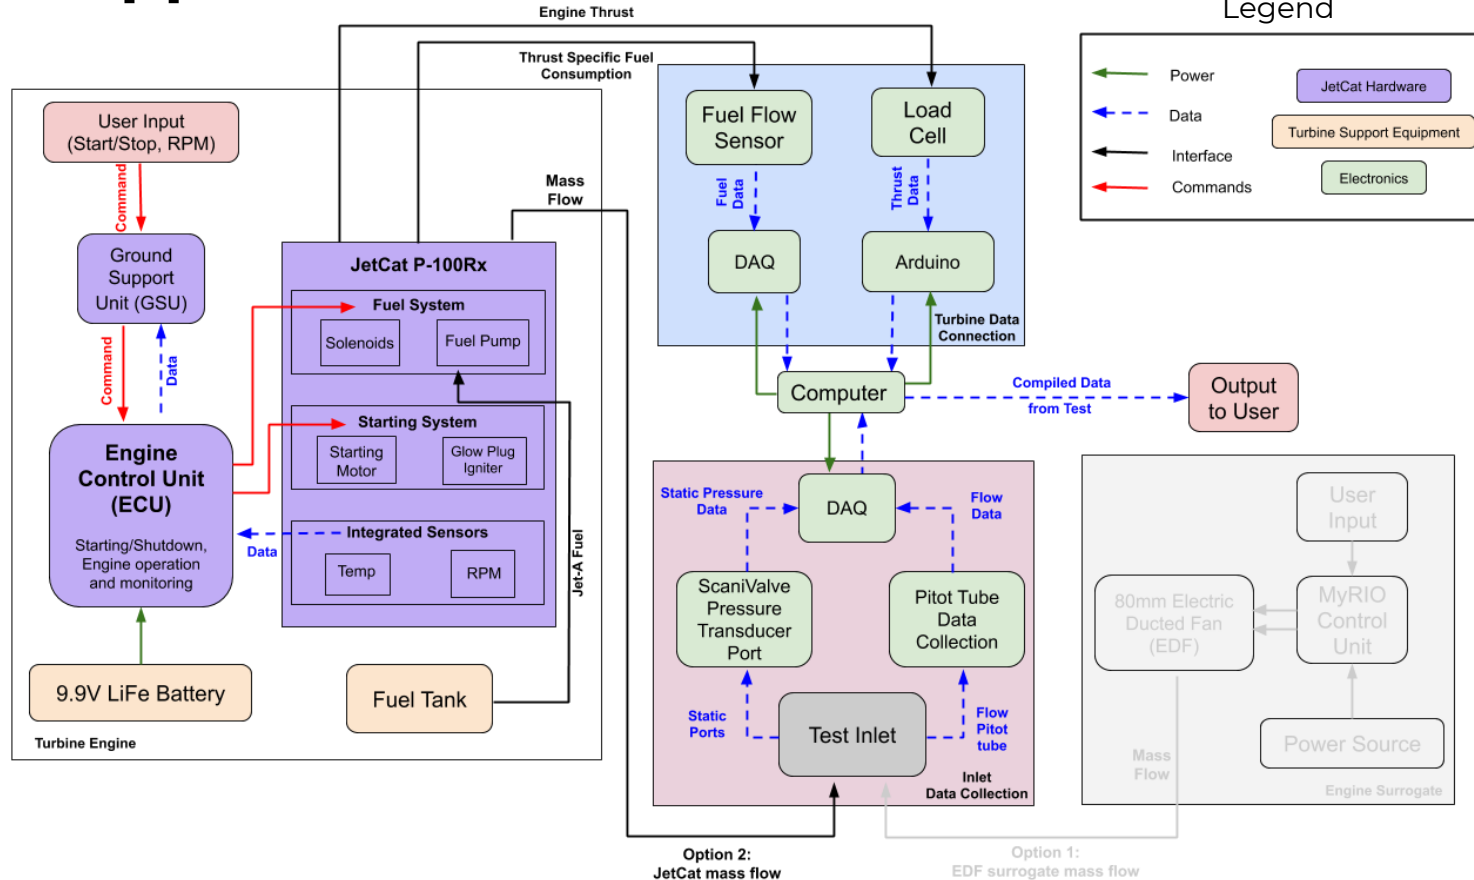 Legend
Power
Data
Interface
Commands
JetCat Hardware
Turbine Support Equipment
Electronics
Engine Thrust
Thrust Specific Fuel
Consumption
User Input
(Start/Stop, RPM)
Command
Ground
Support
Unit (GSU)
Command
Data
Engine
Control Unit
(ECU)
Starting/Shutdown,
Engine operation
and monitoring
9.9V LiFe Battery
Turbine Engine
Mass
Flow
JetCat P-100Rx
Fuel System
Solenoids
Fuel Pump
Starting System
Starting
Motor
Glow Plug
Igniter
Integrated Sensors
Data
Temp
RPM
Jet-A Fuel
Fuel Tank
Fuel Flow
Sensor
Load
Cell
Fuel
Data
Thrust
Data
DAQ
Arduino
Turbine Data
Connection
Computer
Compiled Data
from Test
Output
to User
Static Pressure
Data
DAQ
Flow
Data
ScaniValve
Pressure
Transducer
Port
Pitot Tube
Data
Collection
Static
Ports
Test Inlet
Flow
Pitot
tube
Inlet
Data Collection
Option 2:
JetCat mass flow
User
Input
80mm Electric
Ducted Fan
(EDF)
MyRIO
Control
Unit
Power Source
Mass
Flow
Engine Surrogate
Option 1:
EDF surrogate mass flow